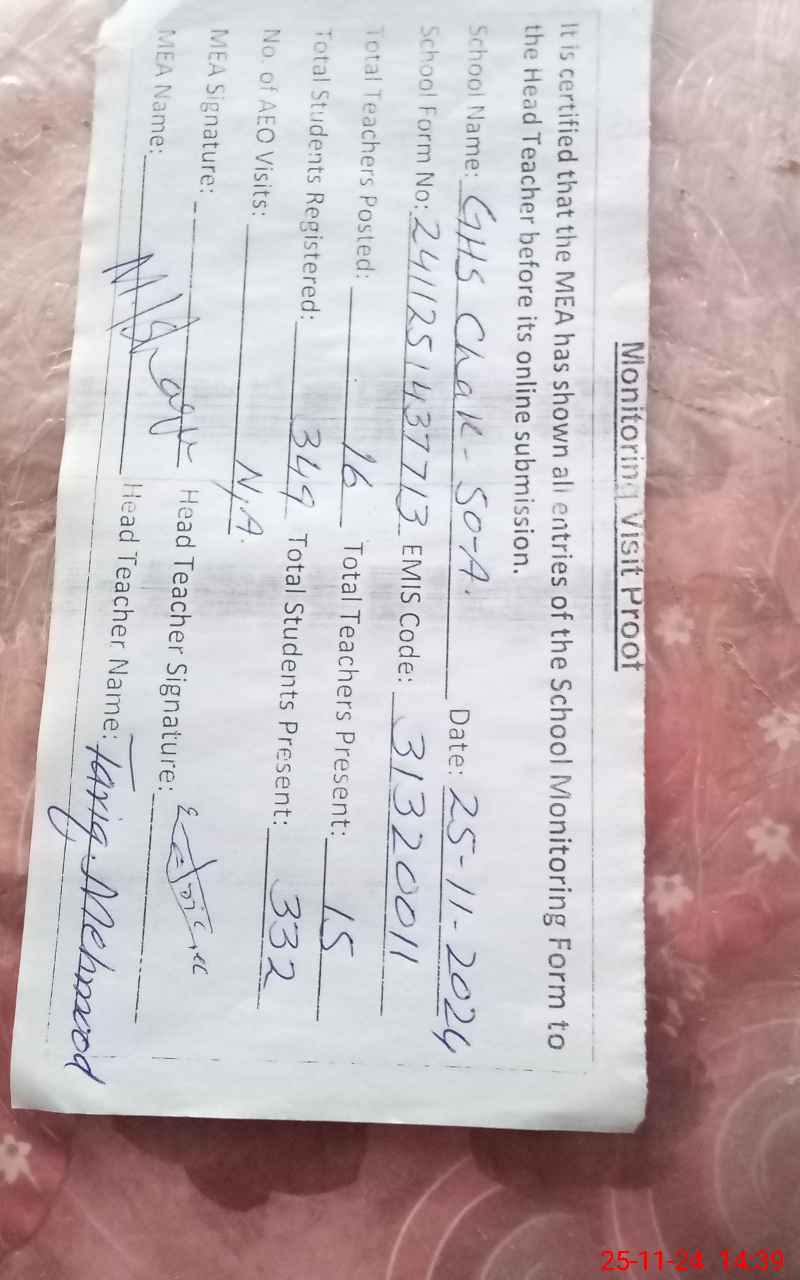 Monitoring Visit Proof
It is certified that the MEA has shown all entries of the School Monitoring Form to
the Head Teacher before its online submission.
School Name: GHS Chak - 50-A. Date: 25-11-2024
School Form No: 241125143771 3 EMIS Code: 31320011
Total Teachers Posted: 16 Total Teachers Present: 15
Total Students Registered: 349 Total Students Present: 332
No. of AEO Visits: N.A.
MEA Signature: Head Teacher Signature:
MEA Name: Head Teacher Name: Tariq Mehmood
25-11-24 14:39